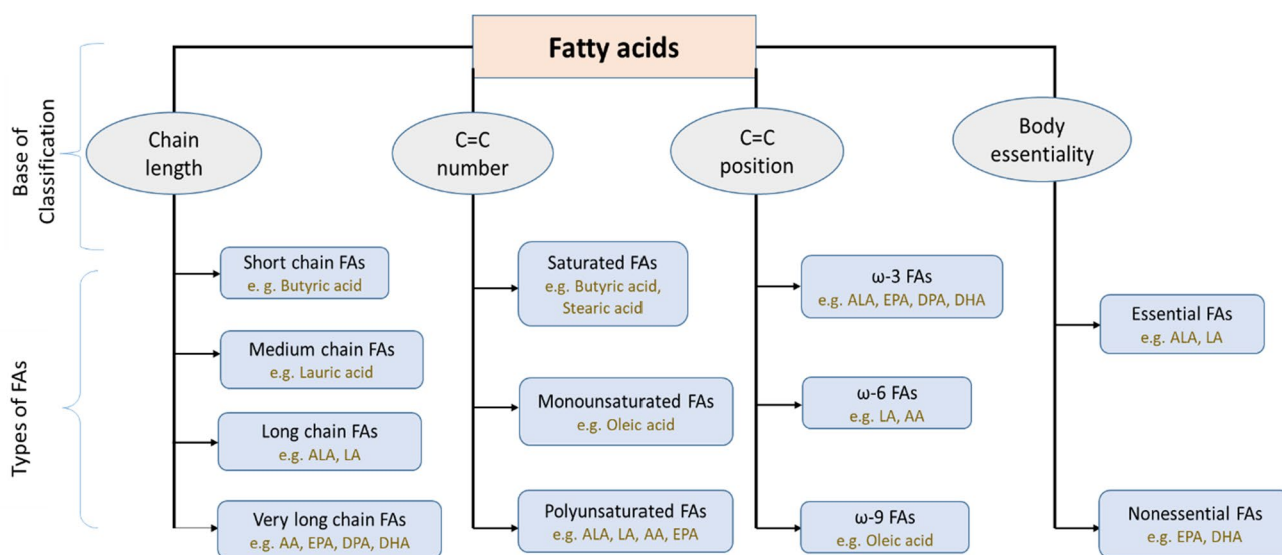 Fatty acids
Base of
Classification
Chain
length
C=C
number
C=C
position
Body
essentiality
Types of FAs
Short chain FAs
e. g. Butyric acid
Medium chain FAs
e.g. Lauric acid
Long chain FAs
e.g. ALA, LA
Very long chain FAs
e.g. AA, EPA, DPA, DHA
Saturated FAs
e.g. Butyric acid,
Stearic acid
Monounsaturated FAs
e.g. Oleic acid
Polyunsaturated FAs
e.g. ALA, LA, AA, EPA
ω-3 FAs
e.g. ALA, EPA, DPA, DHA
ω-6 FAs
e.g. LA, AA
ω-9 FAs
e.g. Oleic acid
Essential FAs
e.g. ALA, LA
Nonessential FAs
e.g. EPA, DHA